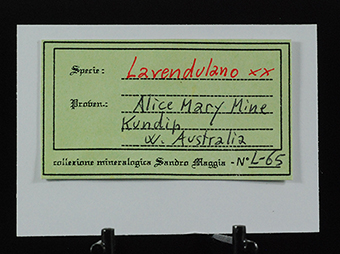 Specie: Lavendulano xx
Proven.: Alice Mary Mine
Kundip
W. Australia
collezione mineralogica Sandro Maggia - N° L-65